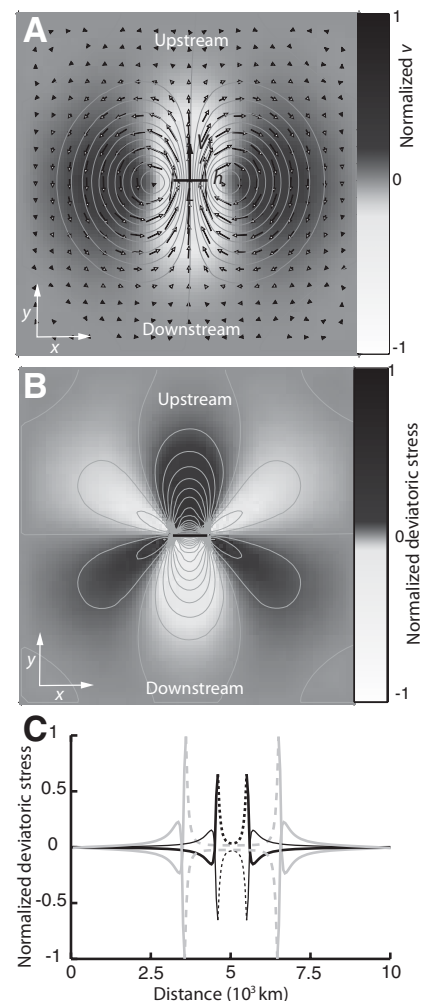 A
Upstream
V
h
Downstream
y
x
1
0
-1
Normalized v
B
Upstream
Downstream
y
x
1
0
-1
Normalized deviatoric stress
C
1
0.5
0
-0.5
-1
Normalized deviatoric stress
0
2.5
5
7.5
10
Distance (10³ km)